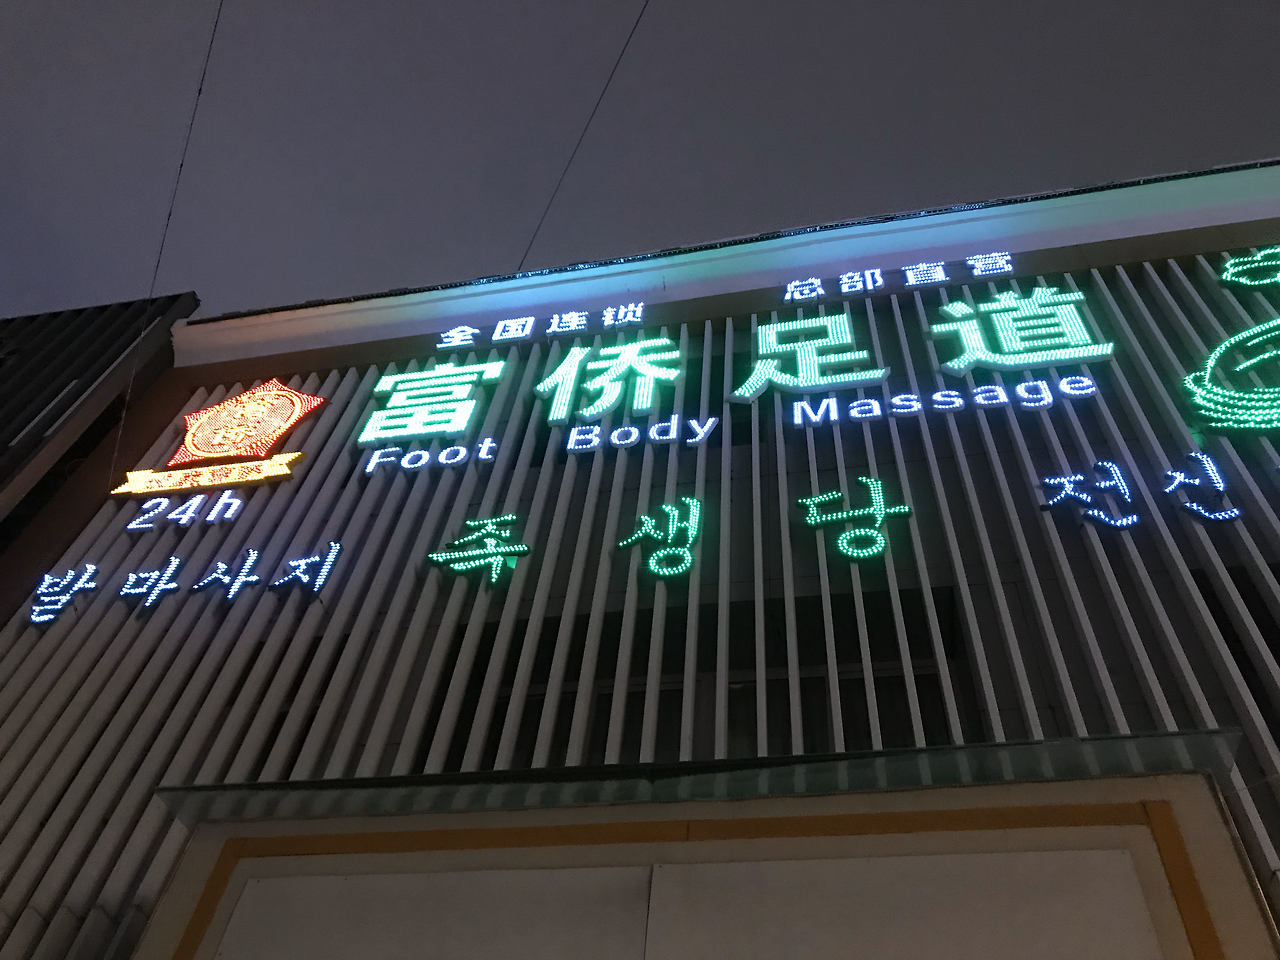 全国连锁 总部直营
富侨足道
Foot Body Massage
24h
발마사지 족생당 전신